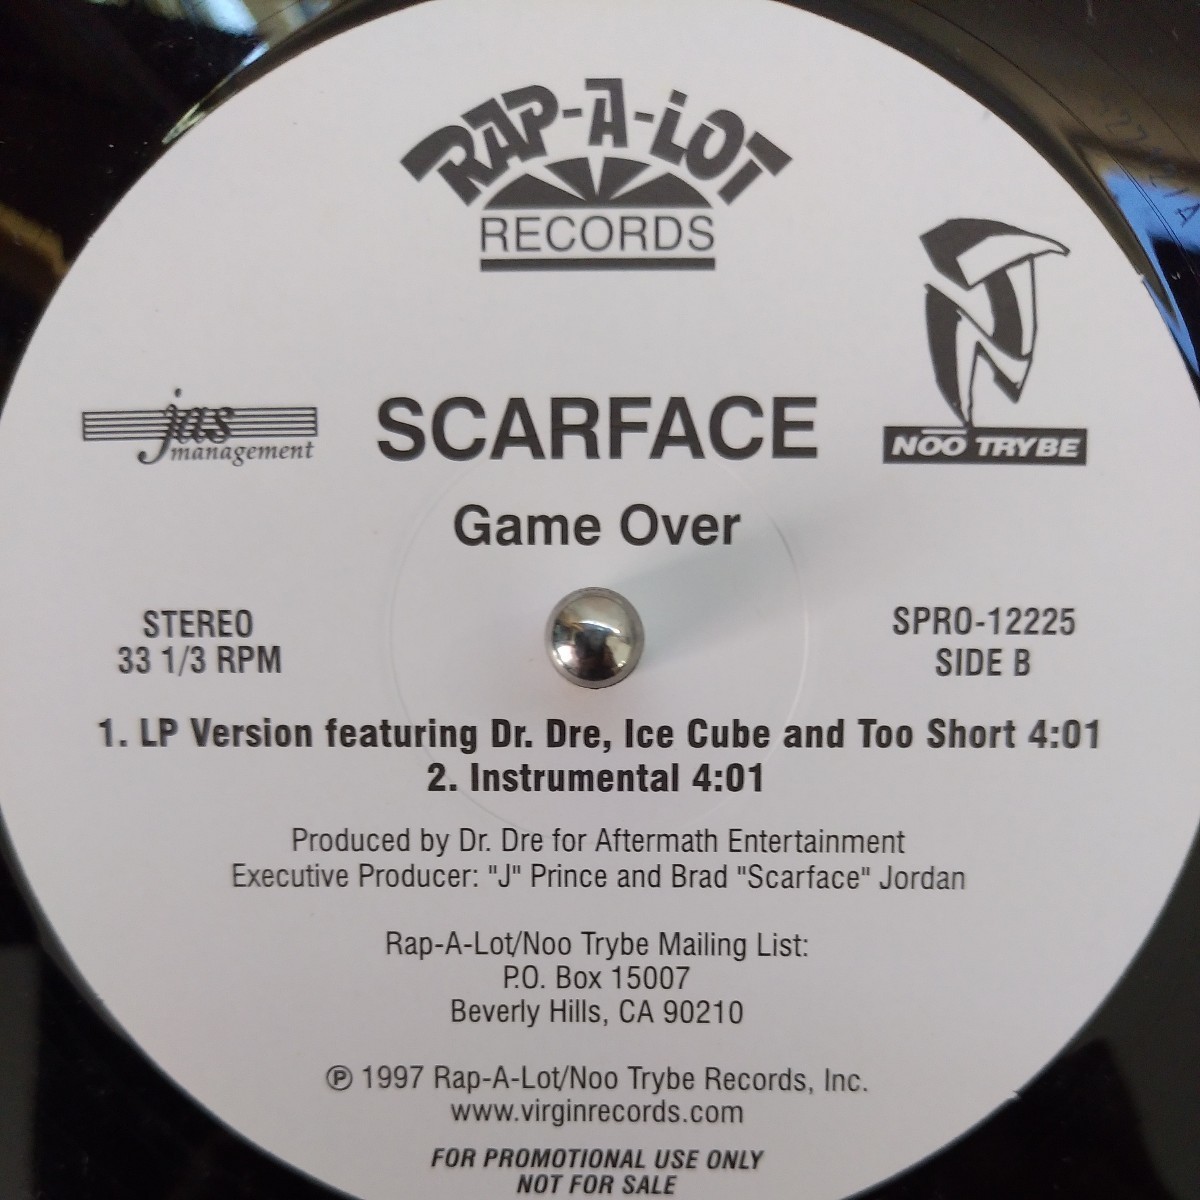 RAP-A-LOT
RECORDS
jas
management
SCARFACE
NOO TRYBE
Game Over
STEREO
33 1/3 RPM
SPRO-12225
SIDE B
1. LP Version featuring Dr. Dre, Ice Cube and Too Short 4:01
2. Instrumental 4:01
Produced by Dr. Dre for Aftermath Entertainment
Executive Producer: "J" Prince and Brad "Scarface" Jordan
Rap-A-Lot/Noo Trybe Mailing List:
P.O. Box 15007
Beverly Hills, CA 90210
℗ 1997 Rap-A-Lot/Noo Trybe Records, Inc.
www.virginrecords.com
FOR PROMOTIONAL USE ONLY
NOT FOR SALE